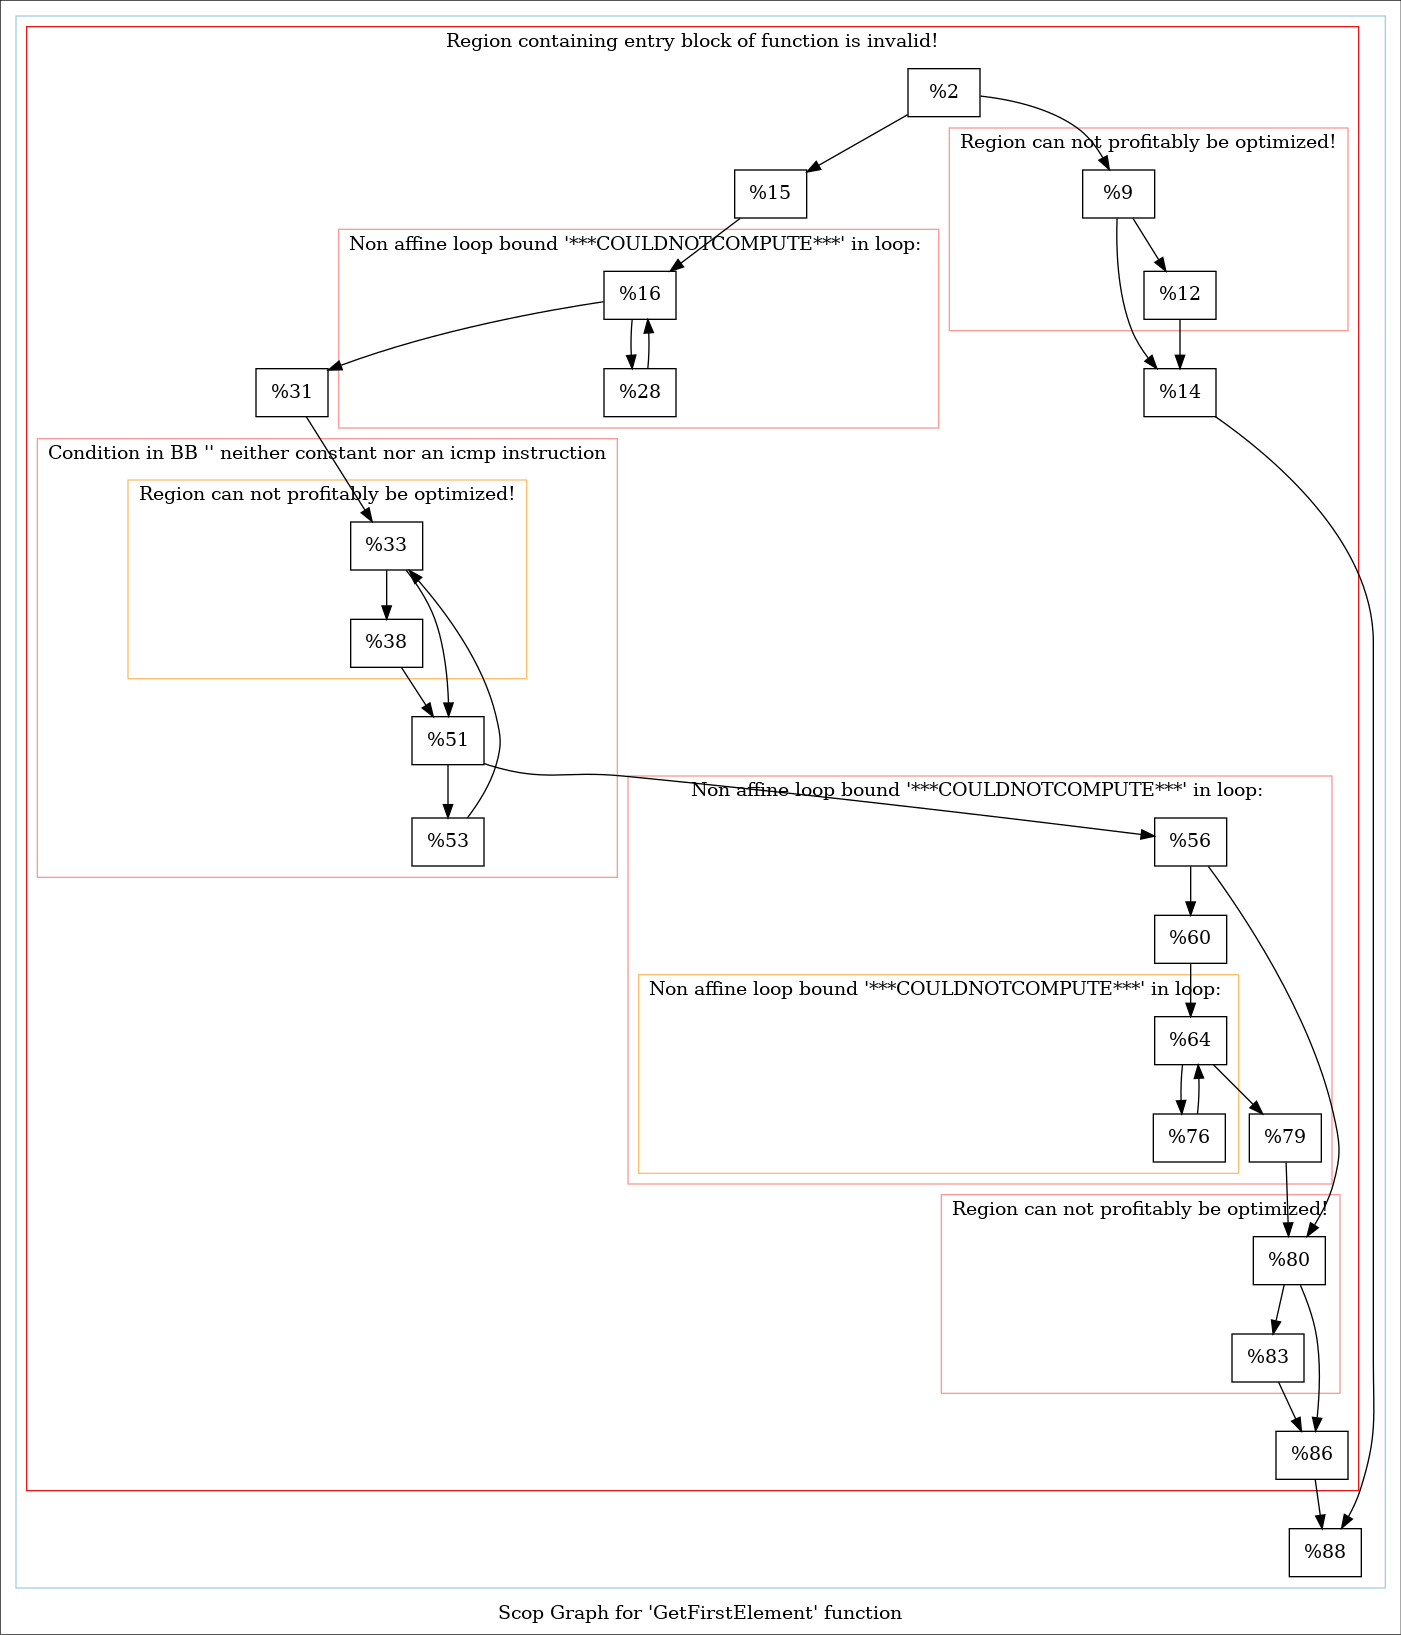 Region containing entry block of function is invalid!
%2
Region can not profitably be optimized!
%15
%9
Non affine loop bound '***COULDNOTCOMPUTE***' in loop:
%16
%12
%31
%28
%14
Condition in BB '' neither constant nor an icmp instruction
Region can not profitably be optimized!
%33
%38
%51
Non affine loop bound '***COULDNOTCOMPUTE***' in loop:
%53
%56
%60
Non affine loop bound '***COULDNOTCOMPUTE***' in loop:
%64
%76
%79
Region can not profitably be optimized!
%80
%83
%86
%88
Scop Graph for 'GetFirstElement' function